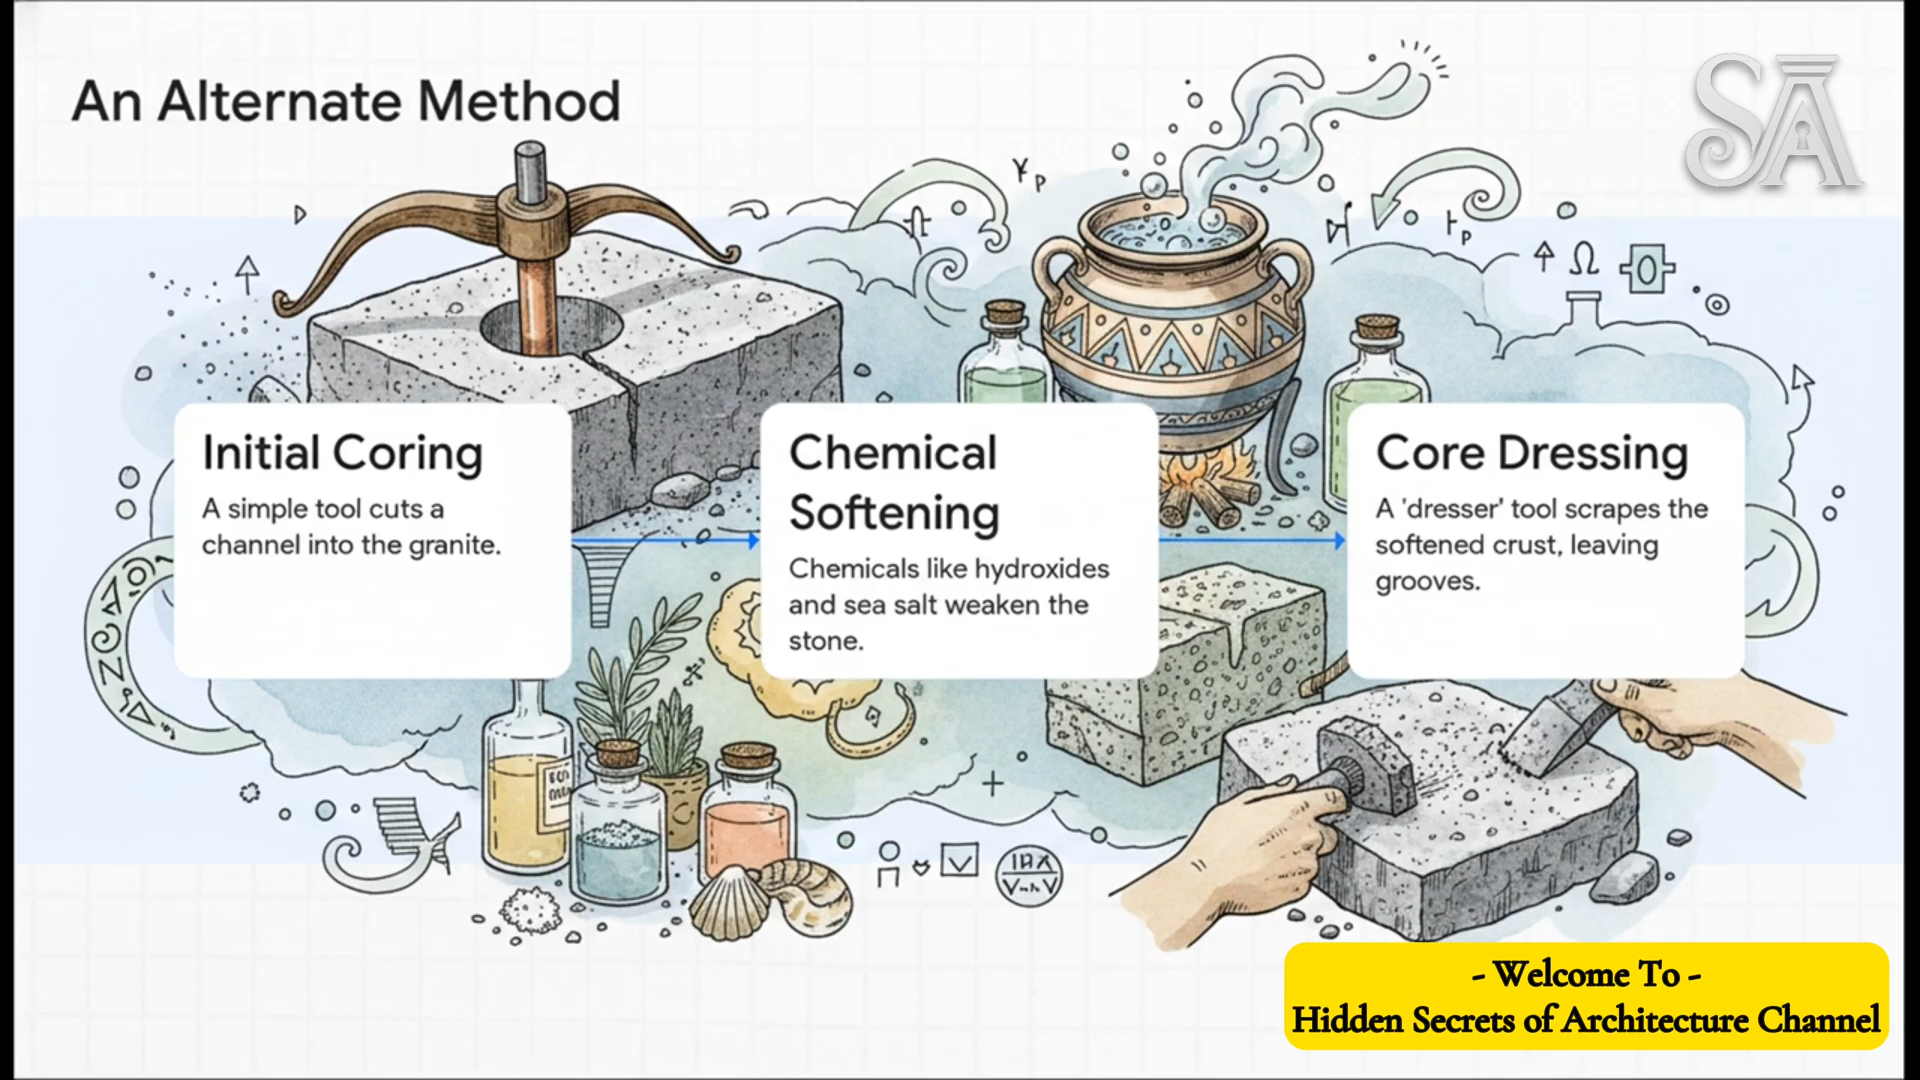 An Alternate Method
SA
Initial Coring
A simple tool cuts a
channel into the granite.
Chemical
Softening
Chemicals like hydroxides
and sea salt weaken the
stone.
Core Dressing
A 'dresser' tool scrapes the
softened crust, leaving
grooves.
- Welcome To -
Hidden Secrets of Architecture Channel